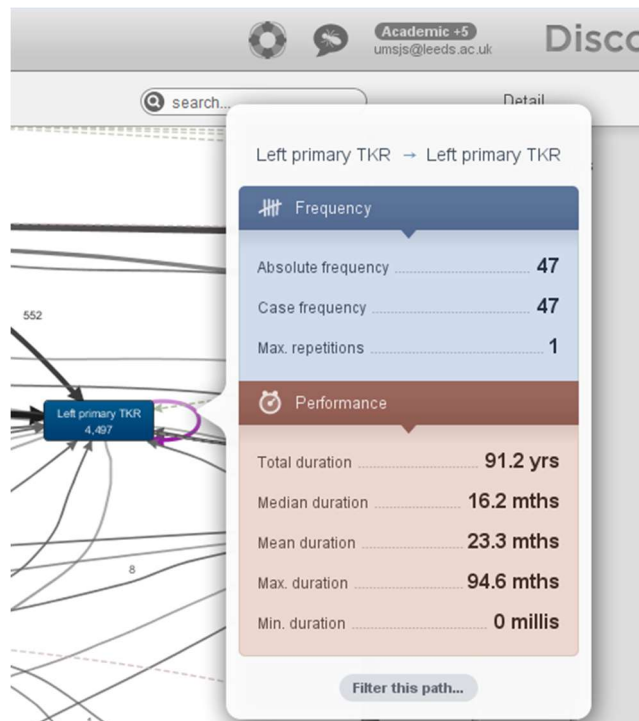 Academic +5
umsjs@leeds.ac.uk
Disco
search...
Detail
Left primary TKR → Left primary TKR
Frequency
Absolute frequency 47
Case frequency 47
Max. repetitions 1
552
Left primary TKR
4,497
8
Performance
Total duration 91.2 yrs
Median duration 16.2 mths
Mean duration 23.3 mths
Max. duration 94.6 mths
Min. duration 0 millis
Filter this path...